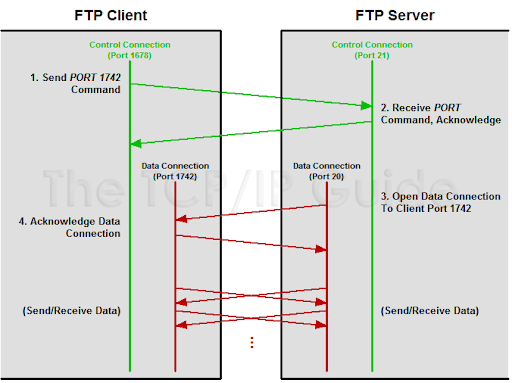 FTP Client
FTP Server
Control Connection
(Port 1678)
Control Connection
(Port 21)
1. Send PORT 1742
Command
2. Receive PORT
Command, Acknowledge
Data Connection
(Port 1742)
Data Connection
(Port 20)
The TCP/IP Guide
3. Open Data Connection
To Client Port 1742
4. Acknowledge Data
Connection
(Send/Receive Data)
(Send/Receive Data)